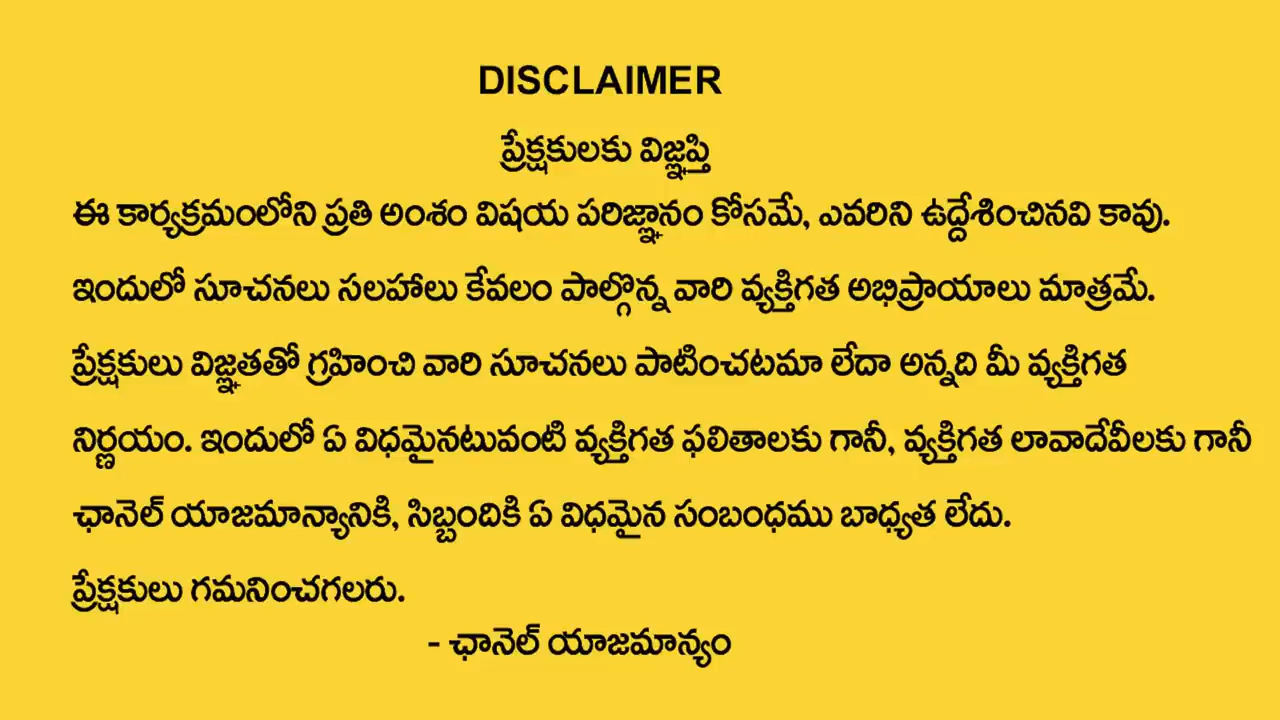 DISCLAIMER
ప్రేక్షకులకు విజ్ఞప్తి
ఈ కార్యక్రమంలోని ప్రతి అంశం విషయ పరిజ్ఞానం కోసమే, ఎవరిని ఉద్దేశించినవి కావు.
ఇందులో సూచనలు సలహాలు కేవలం పాల్గొన్న వారి వ్యక్తిగత అభిప్రాయాలు మాత్రమే.
ప్రేక్షకులు విజ్ఞతతో గ్రహించి వారి సూచనలు పాటించటమా లేదా అన్నది మీ వ్యక్తిగత
నిర్ణయం. ఇందులో ఏ విధమైనటువంటి వ్యక్తిగత ఫలితాలకు గానీ, వ్యక్తిగత లావాదేవీలకు గానీ
ఛానెల్ యాజమాన్యానికి, సిబ్బందికి ఏ విధమైన సంబంధము బాధ్యత లేదు.
ప్రేక్షకులు గమనించగలరు.
- ఛానెల్ యాజమాన్యం